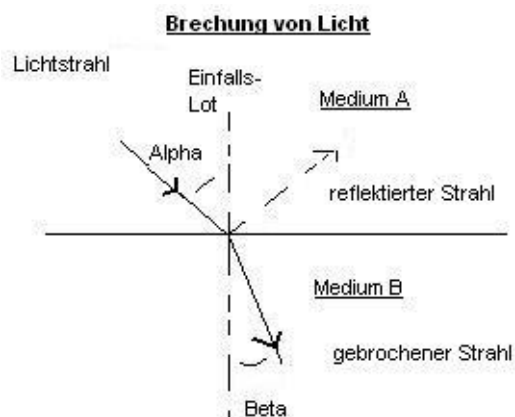 Brechung von Licht
Lichtstrahl
Einfalls-
Lot
Medium A
Alpha
reflektierter Strahl
Medium B
gebrochener Strahl
Beta